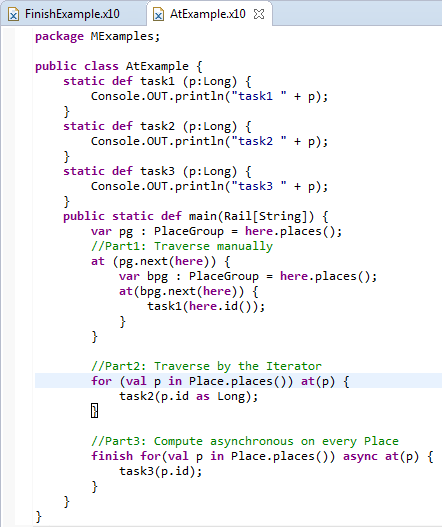 FinishExample.x10 AtExample.x10
package MExamples;
public class AtExample {
static def task1 (p:Long) {
Console.OUT.println("task1 " + p);
}
static def task2 (p:Long) {
Console.OUT.println("task2 " + p);
}
static def task3 (p:Long) {
Console.OUT.println("task3 " + p);
}
public static def main(Rail[String]) {
var pg : PlaceGroup = here.places();
//Part1: Traverse manually
at (pg.next(here)) {
var bpg : PlaceGroup = here.places();
at(bpg.next(here)) {
task1(here.id());
}
}
//Part2: Traverse by the Iterator
for (val p in Place.places()) at(p) {
task2(p.id as Long);
}
//Part3: Compute asynchronous on every Place
finish for(val p in Place.places()) async at(p) {
task3(p.id);
}
}
}